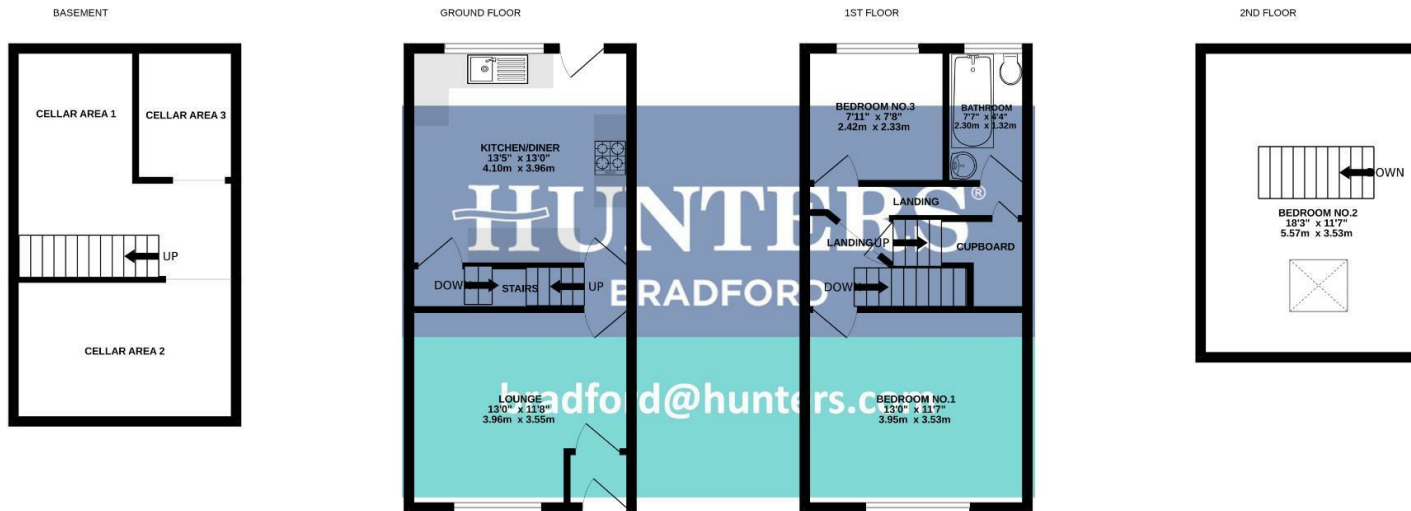 BASEMENT
CELLAR AREA 1
CELLAR AREA 3
UP
CELLAR AREA 2
GROUND FLOOR
KITCHEN/DINER
13'5" x 13'0"
4.10m x 3.96m
DOWN
STAIRS
UP
LOUNGE
13'0" x 11'8"
3.96m x 3.55m
1ST FLOOR
BEDROOM NO.3
7'11" x 7'8"
2.42m x 2.33m
BATHROOM
7'7" x 4'4"
2.30m x 1.32m
LANDING
LANDING
UP
CUPBOARD
DOWN
BEDROOM NO.1
13'0" x 11'7"
3.95m x 3.53m
2ND FLOOR
DOWN
BEDROOM NO.2
18'3" x 11'7"
5.57m x 3.53m
HUNTERS®
BRADFORD
bradford@hunters.com